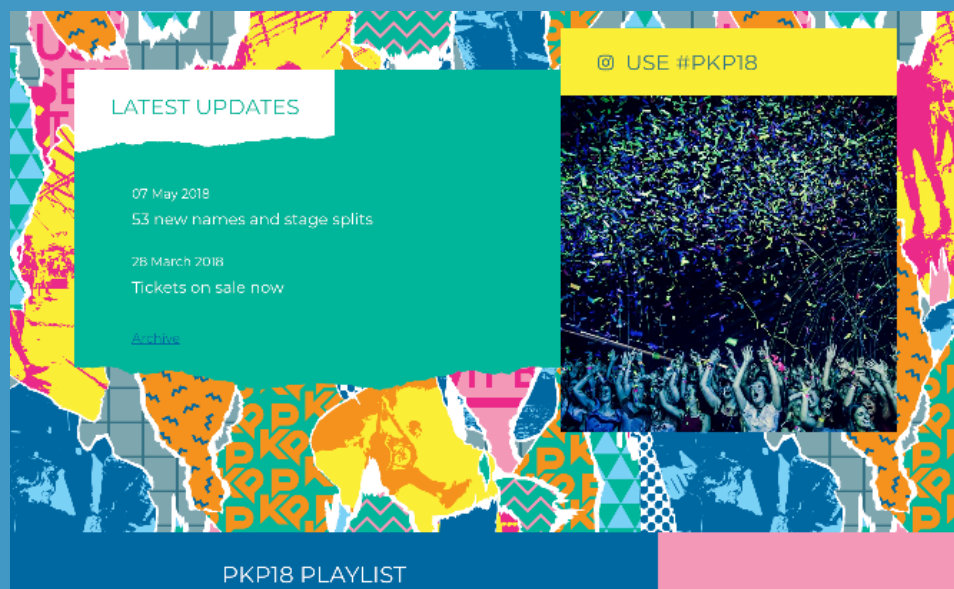 LATEST UPDATES
07 May 2018
53 new names and stage splits
28 March 2018
Tickets on sale now
Archive
USE #PKP18
PKP18 PLAYLIST